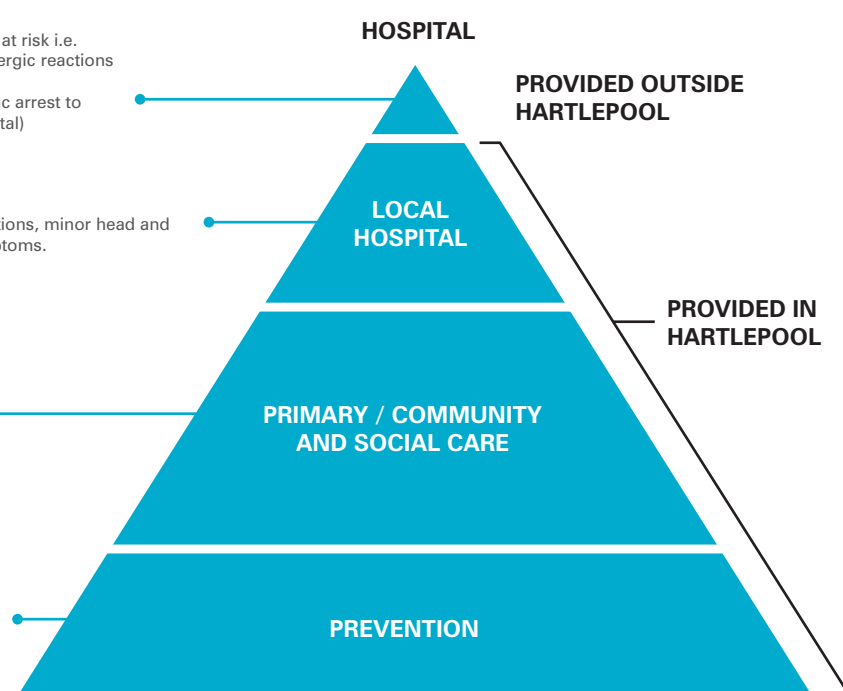 HOSPITAL
at risk i.e.
ergic reactions
c arrest to
tal)
PROVIDED OUTSIDE
HARTLEPOOL
LOCAL
HOSPITAL
tions, minor head and
ptoms.
PROVIDED IN
HARTLEPOOL
PRIMARY / COMMUNITY
AND SOCIAL CARE
PREVENTION